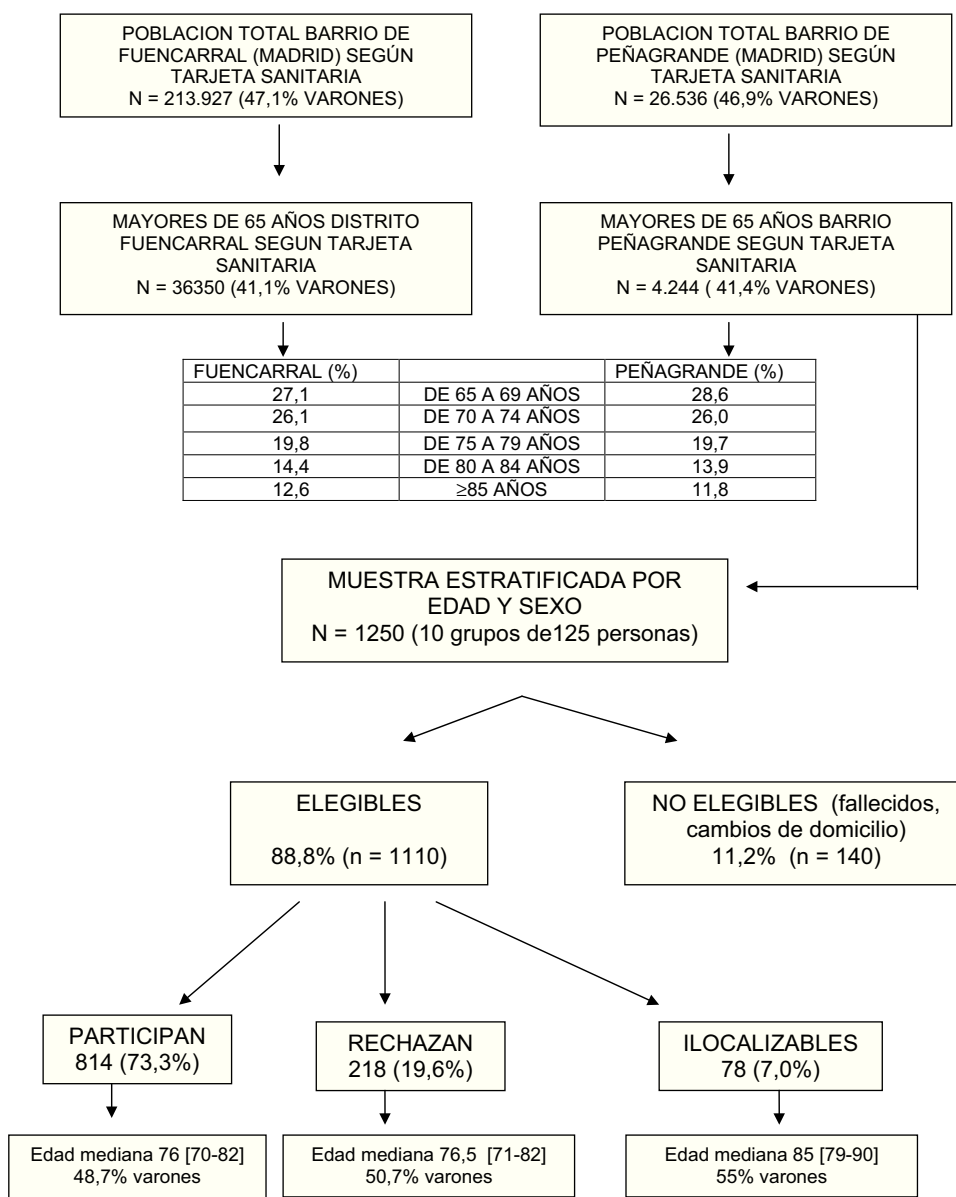 POBLACION TOTAL BARRIO DE
FUENCARRAL (MADRID) SEGÚN
TARJETA SANITARIA
N = 213.927 (47,1% VARONES)
POBLACION TOTAL BARRIO DE
PEÑAGRANDE (MADRID) SEGÚN
TARJETA SANITARIA
N = 26.536 (46,9% VARONES)
MAYORES DE 65 AÑOS DISTRITO
FUENCARRAL SEGUN TARJETA
SANITARIA
N = 36350 (41,1% VARONES)
MAYORES DE 65 AÑOS BARRIO
PEÑAGRANDE SEGUN TARJETA
SANITARIA
N = 4.244 ( 41,4% VARONES)
FUENCARRAL (%) PEÑAGRANDE (%)
27,1 DE 65 A 69 AÑOS 28,6
26,1 DE 70 A 74 AÑOS 26,0
19,8 DE 75 A 79 AÑOS 19,7
14,4 DE 80 A 84 AÑOS 13,9
12,6 ≥85 AÑOS 11,8
MUESTRA ESTRATIFICADA POR
EDAD Y SEXO
N = 1250 (10 grupos de125 personas)
ELEGIBLES
88,8% (n = 1110)
NO ELEGIBLES (fallecidos,
cambios de domicilio)
11,2% (n = 140)
PARTICIPAN
814 (73,3%)
RECHAZAN
218 (19,6%)
ILOCALIZABLES
78 (7,0%)
Edad mediana 76 [70-82]
48,7% varones
Edad mediana 76,5 [71-82]
50,7% varones
Edad mediana 85 [79-90]
55% varones